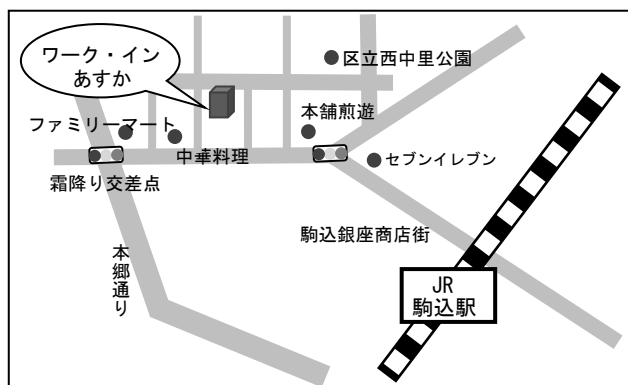 ワーク・イン
あすか
区立西中里公園
ファミリーマート
本舗煎遊
中華料理
セブンイレブン
霜降り交差点
駒込銀座商店街
本郷通り
JR
駒込駅